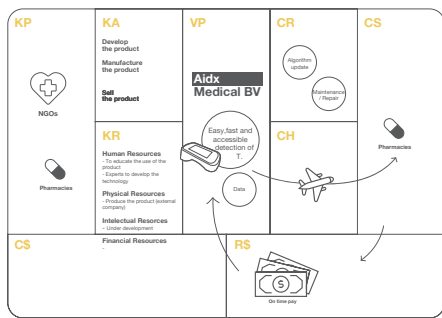 KP
NGOs
Pharmacies
KA
Develop
the product
Manufacture
the product
Sell
the product
KR
Human Resources
- To educate the use of the
product
- Experts to develop the
technology
Physical Resources
- Produce the product (external
company)
Intelectual Resorces
- Under development
Financial Resources
-
VP
Aidx
Medical BV
Easy,fast and
accessible
detection of
T.
Data
CR
Algorithm
update
Maintenance
/ Repair
CH
CS
Pharmacies
C$
R$
On time pay